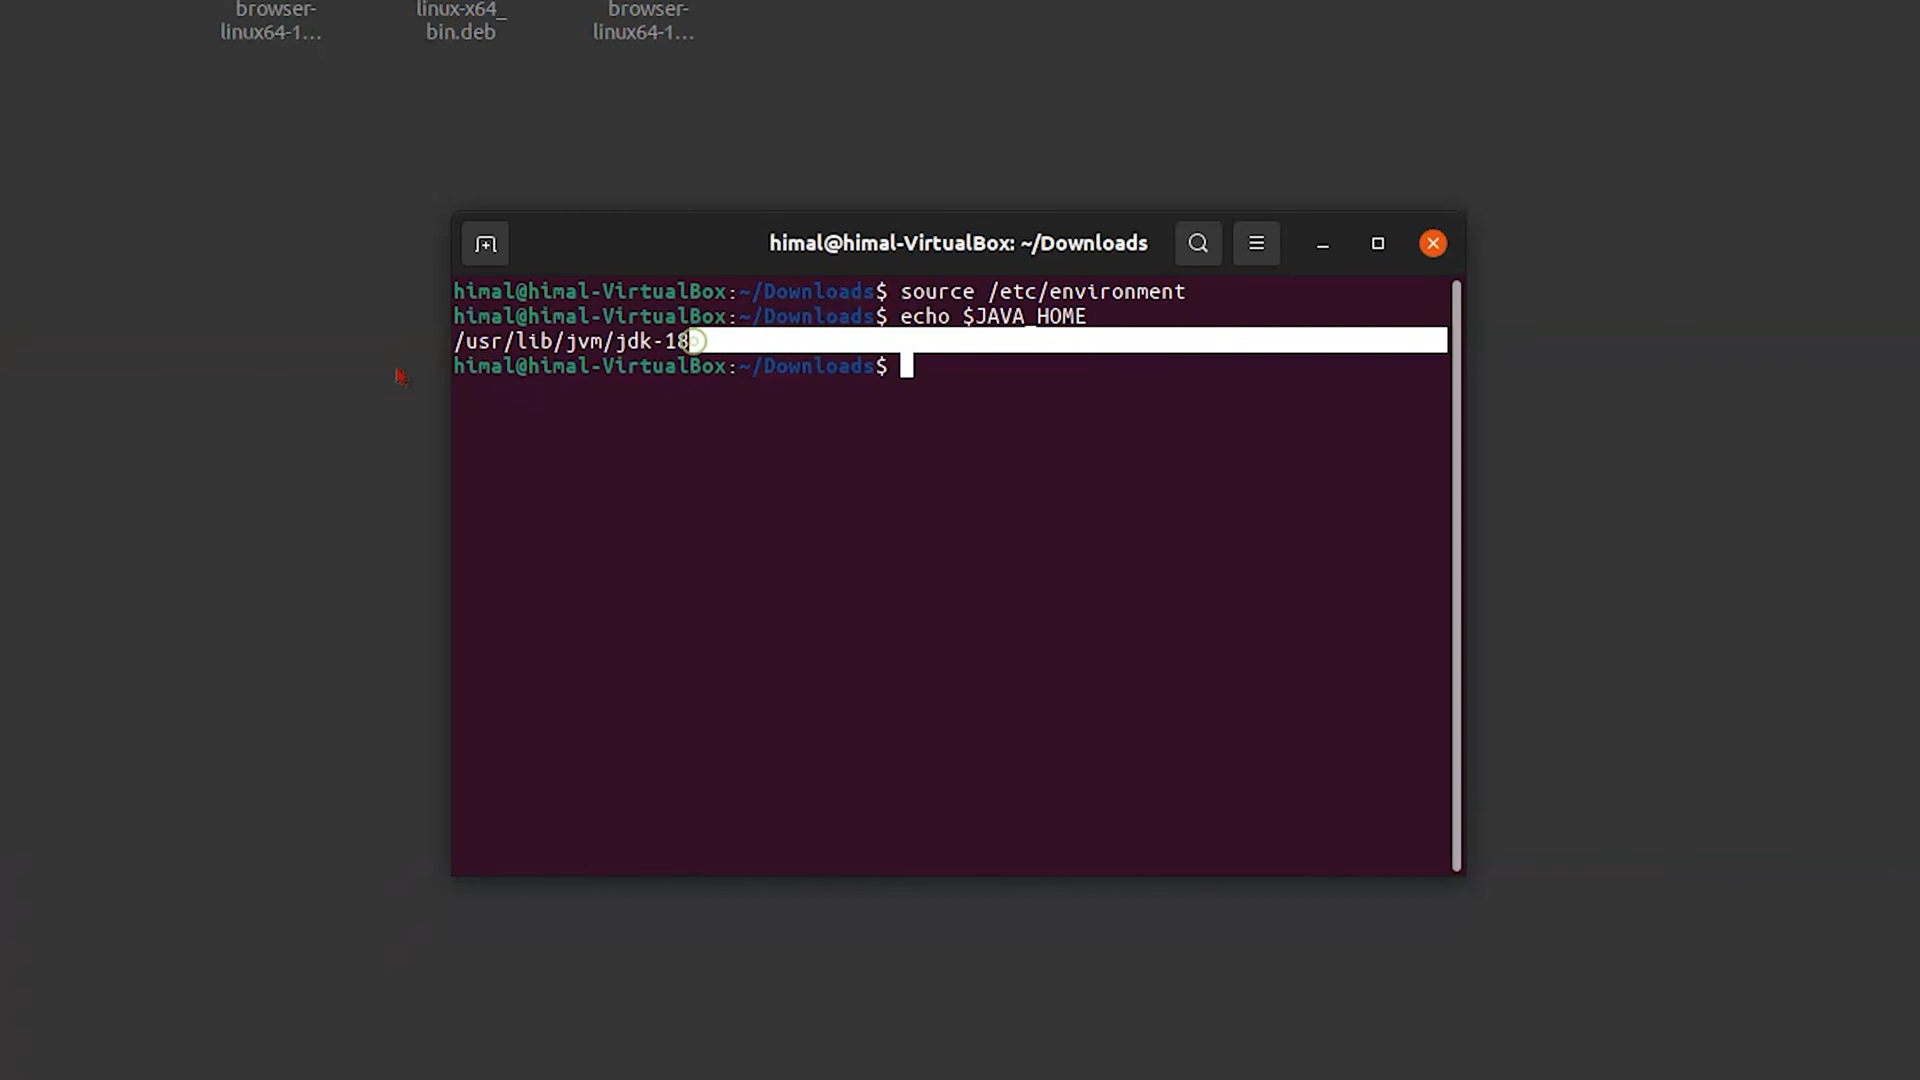 browser-
linux64-1...
linux-x64_
bin.deb
browser-
linux64-1...
himal@himal-VirtualBox: ~/Downloads
himal@himal-VirtualBox:~/Downloads$ source /etc/environment
himal@himal-VirtualBox:~/Downloads$ echo $JAVA_HOME
/usr/lib/jvm/jdk-18
himal@himal-VirtualBox:~/Downloads$